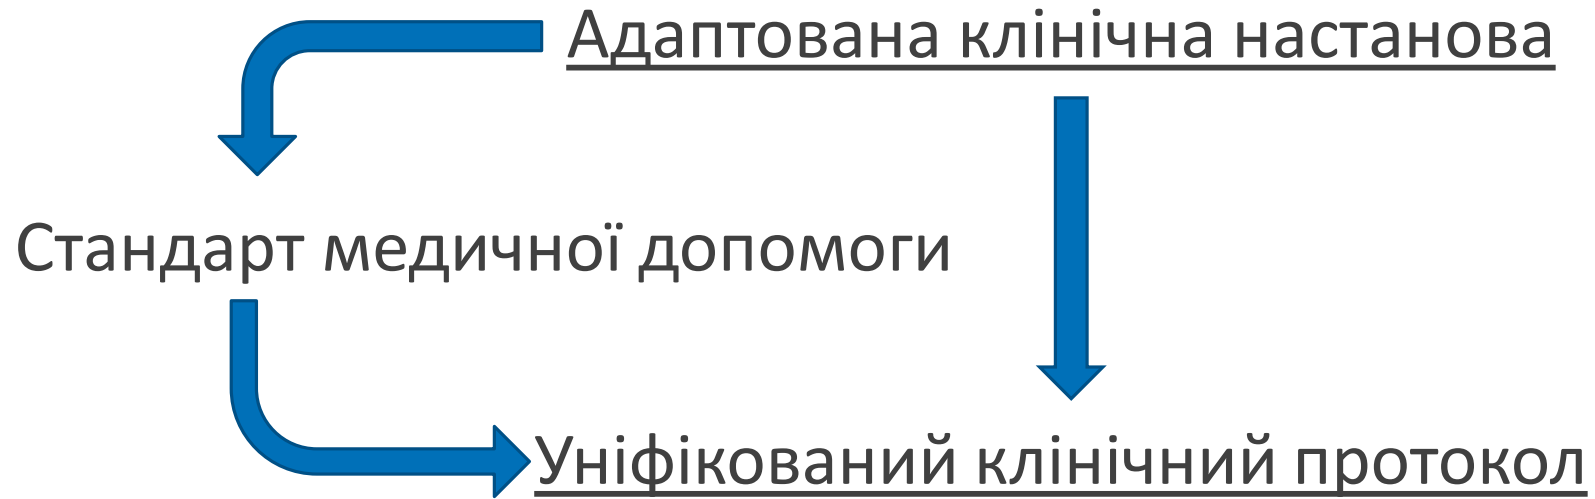 Адаптована клінічна настанова
Стандарт медичної допомоги
Уніфікований клінічний протокол